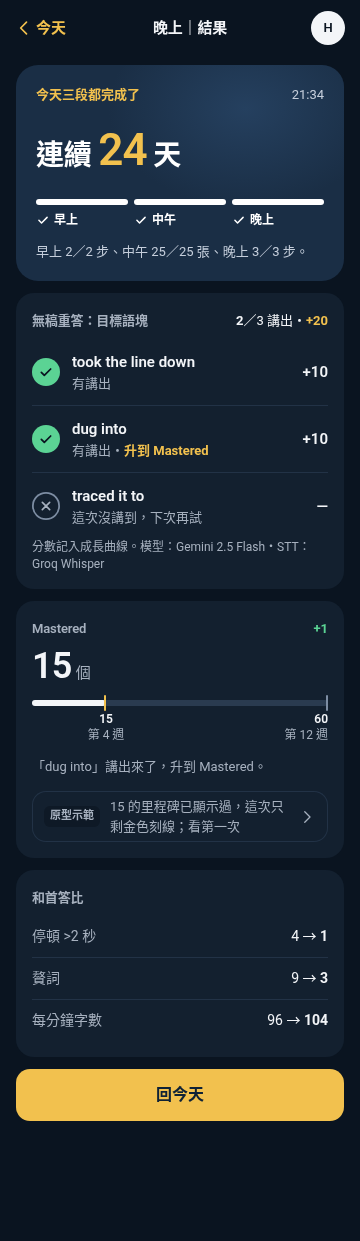 今天
晚上｜結果
H
今天三段都完成了
21:34
連續 24 天
早上
中午
晚上
早上 2／2 步、中午 25／25 張、晚上 3／3 步。
無稿重答：目標語塊
2／3 講出・+20
took the line down
有講出
+10
dug into
有講出・升到 Mastered
+10
traced it to
這次沒講到，下次再試
–
分數記入成長曲線。模型：Gemini 2.5 Flash・STT：
Groq Whisper
Mastered
+1
15 個
15
第 4 週
60
第 12 週
「dug into」講出來了，升到 Mastered。
原型示範
15 的里程碑已顯示過，這次只
剩金色刻線；看第一次
和首答比
停頓 >2 秒
4 → 1
贅詞
9 → 3
每分鐘字數
96 → 104
回今天